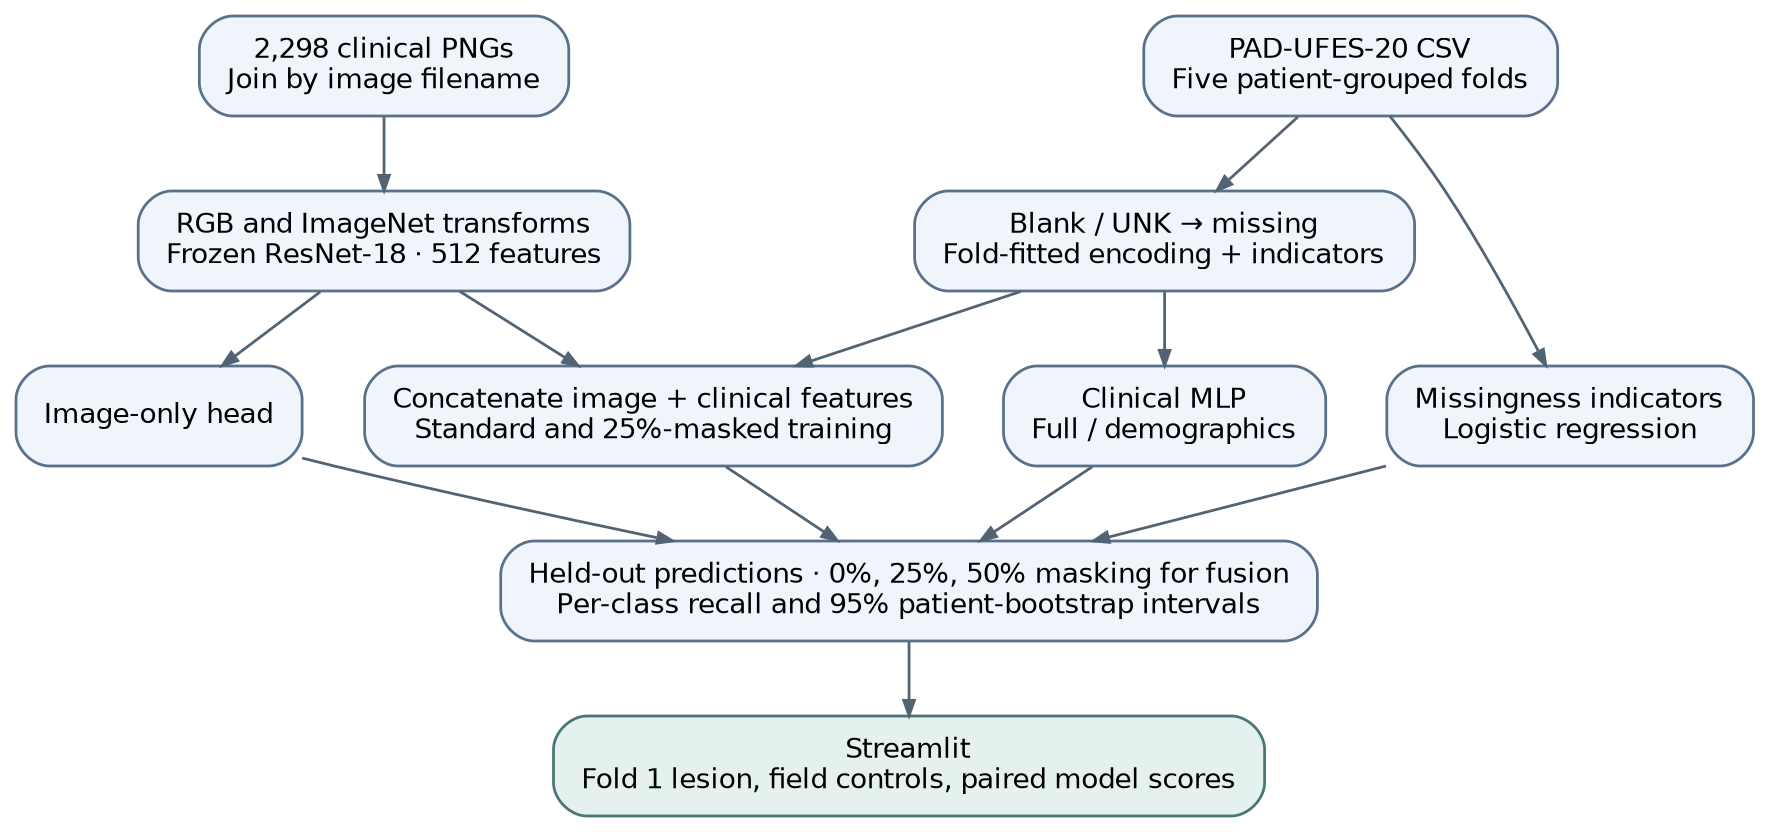 2,298 clinical PNGs
Join by image filename
PAD-UFES-20 CSV
Five patient-grouped folds
RGB and ImageNet transforms
Frozen ResNet-18 · 512 features
Blank / UNK → missing
Fold-fitted encoding + indicators
Image-only head
Concatenate image + clinical features
Standard and 25%-masked training
Clinical MLP
Full / demographics
Missingness indicators
Logistic regression
Held-out predictions · 0%, 25%, 50% masking for fusion
Per-class recall and 95% patient-bootstrap intervals
Streamlit
Fold 1 lesion, field controls, paired model scores